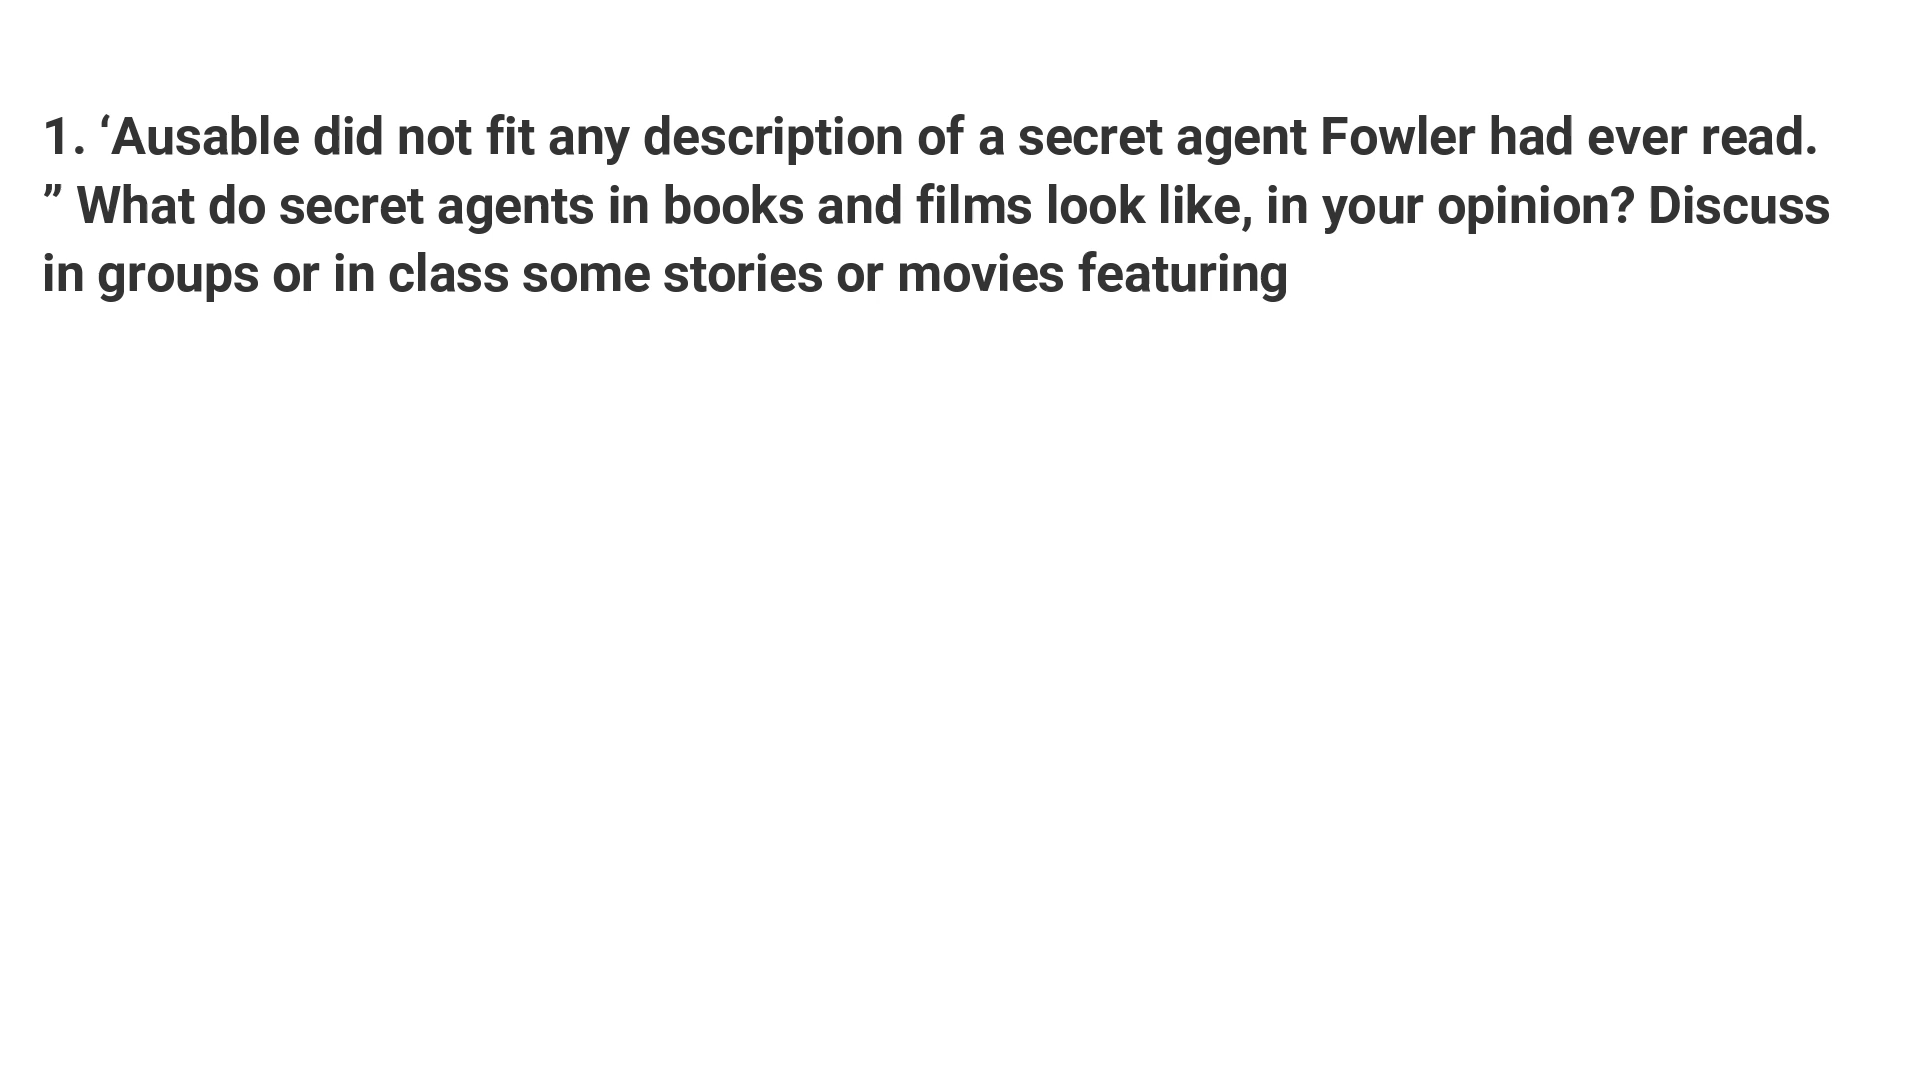 1. ‘Ausable did not fit any description of a secret agent Fowler had ever read.
” What do secret agents in books and films look like, in your opinion? Discuss
in groups or in class some stories or movies featuring